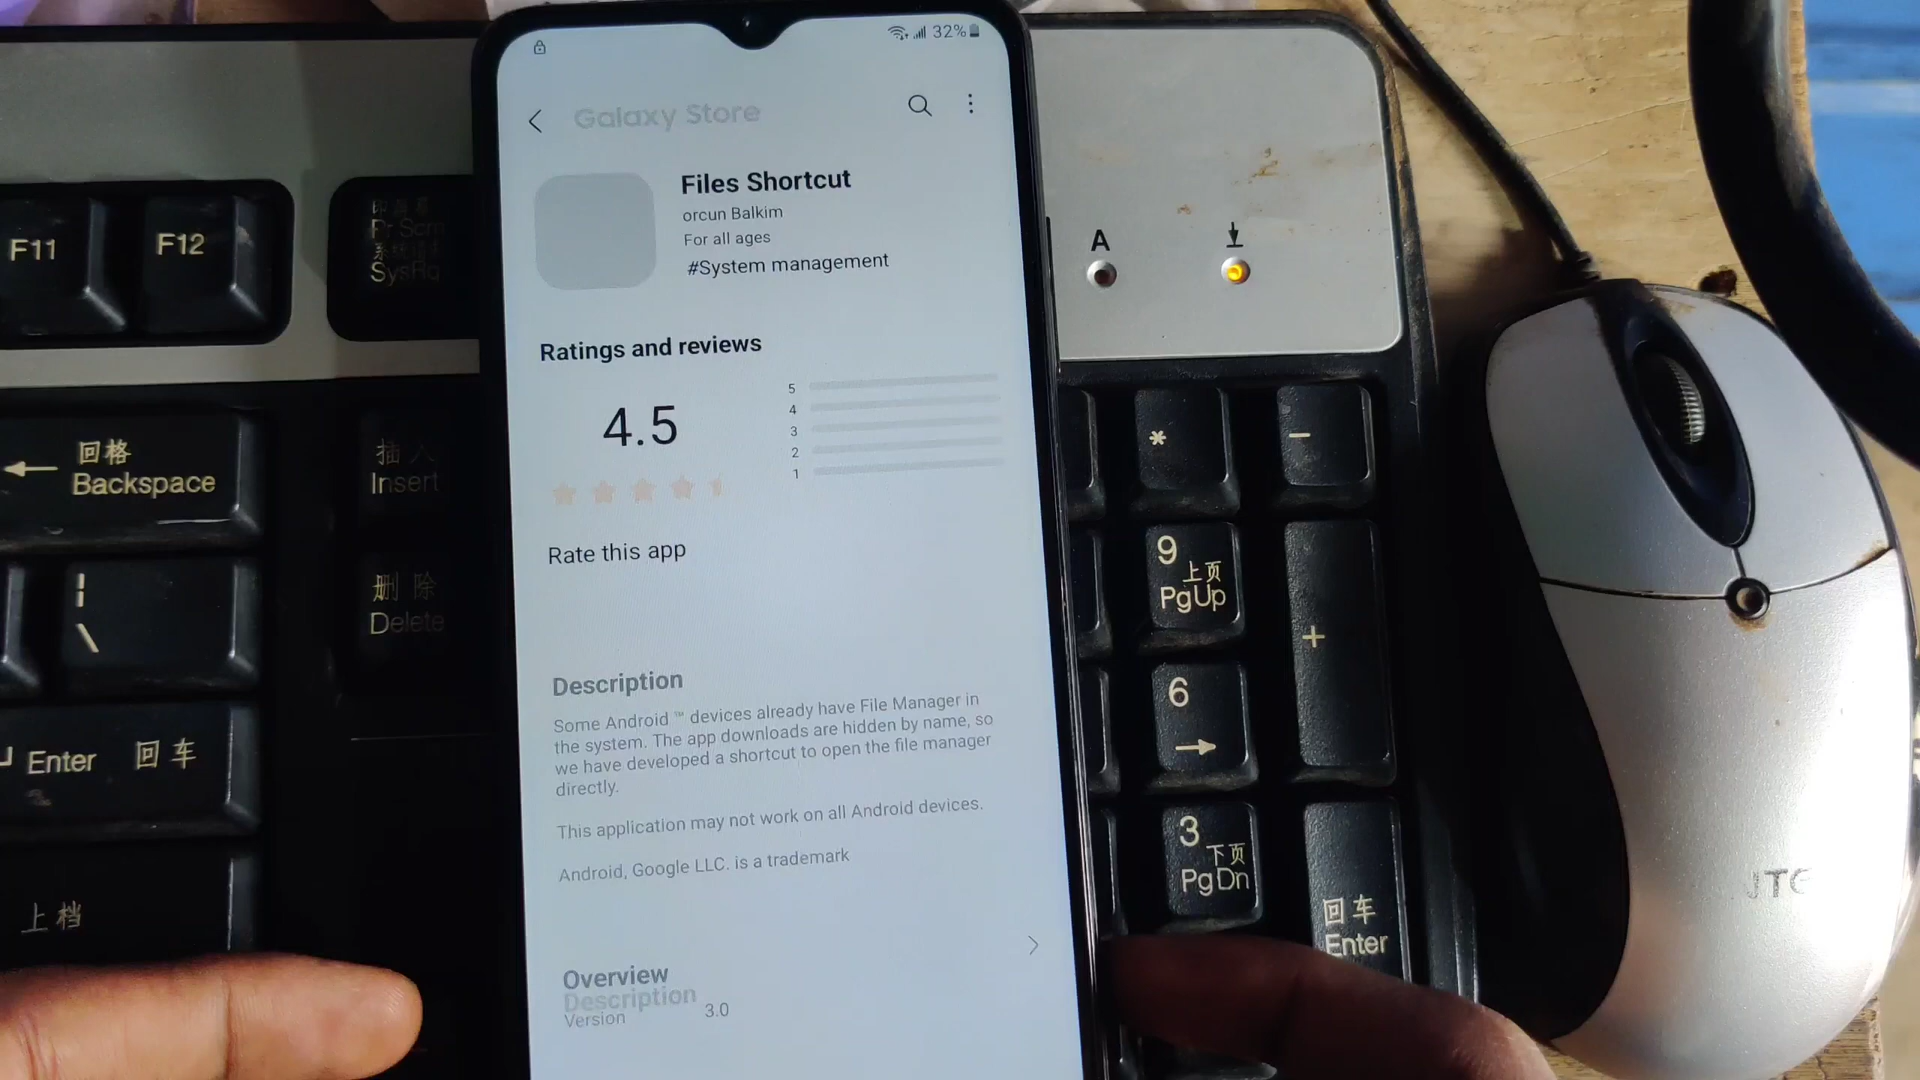 32%
Galaxy Store
Files Shortcut
orcun Balkim
For all ages
#System management
Ratings and reviews
4.5
5
4
3
2
1
Rate this app
Description
Some Android™ devices already have File Manager in
the system. The app downloads are hidden by name, so
we have developed a shortcut to open the file manager
directly.
This application may not work on all Android devices.
Android, Google LLC. is a trademark
Overview
Description
Version 3.0
F11
F12
Pr Scrn
SysRq
回格
Backspace
插入
Insert
删除
Delete
¦
\
Enter 回车
上档
A
*
-
9
上页
PgUp
+
6
3
下页
PgDn
回车
Enter